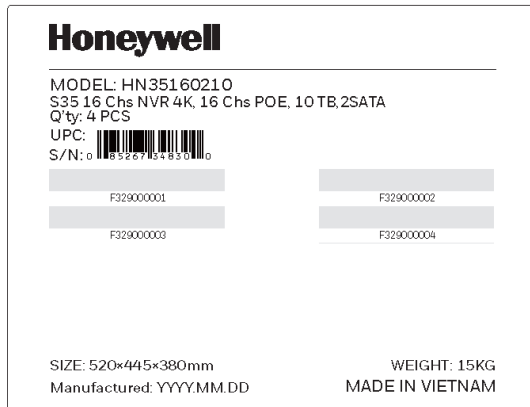 Honeywell
MODEL: HN35160210
S35 16 Chs NVR 4K, 16 Chs POE, 10 TB,2SATA
Q'ty: 4 PCS
UPC:
S/N: 0 85267 34830 0
F329000001 F329000002
F329000003 F329000004
SIZE: 520×445×380mm WEIGHT: 15KG
Manufactured: YYYY.MM.DD MADE IN VIETNAM